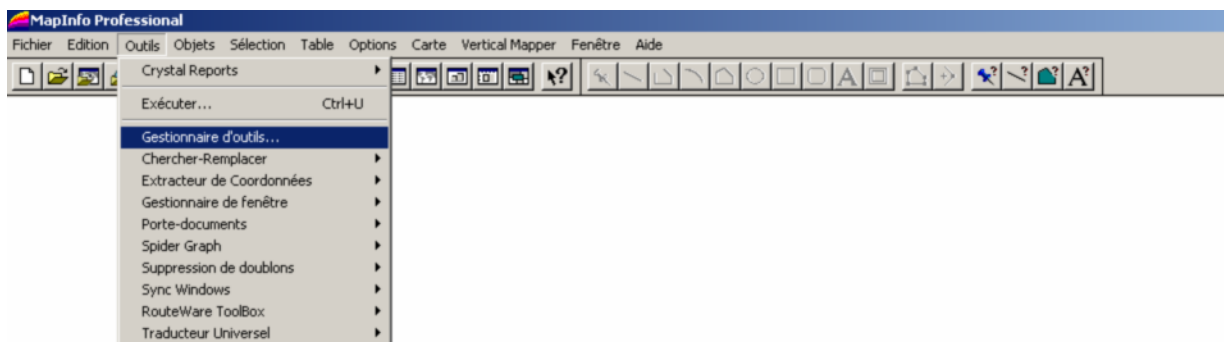 MapInfo Professional
Fichier Edition Outils Objets Sélection Table Options Carte Vertical Mapper Fenêtre Aide
Crystal Reports
Exécuter... Ctrl+U
Gestionnaire d'outils...
Chercher-Remplacer
Extracteur de Coordonnées
Gestionnaire de fenêtre
Porte-documents
Spider Graph
Suppression de doublons
Sync Windows
RouteWare ToolBox
Traducteur Universel